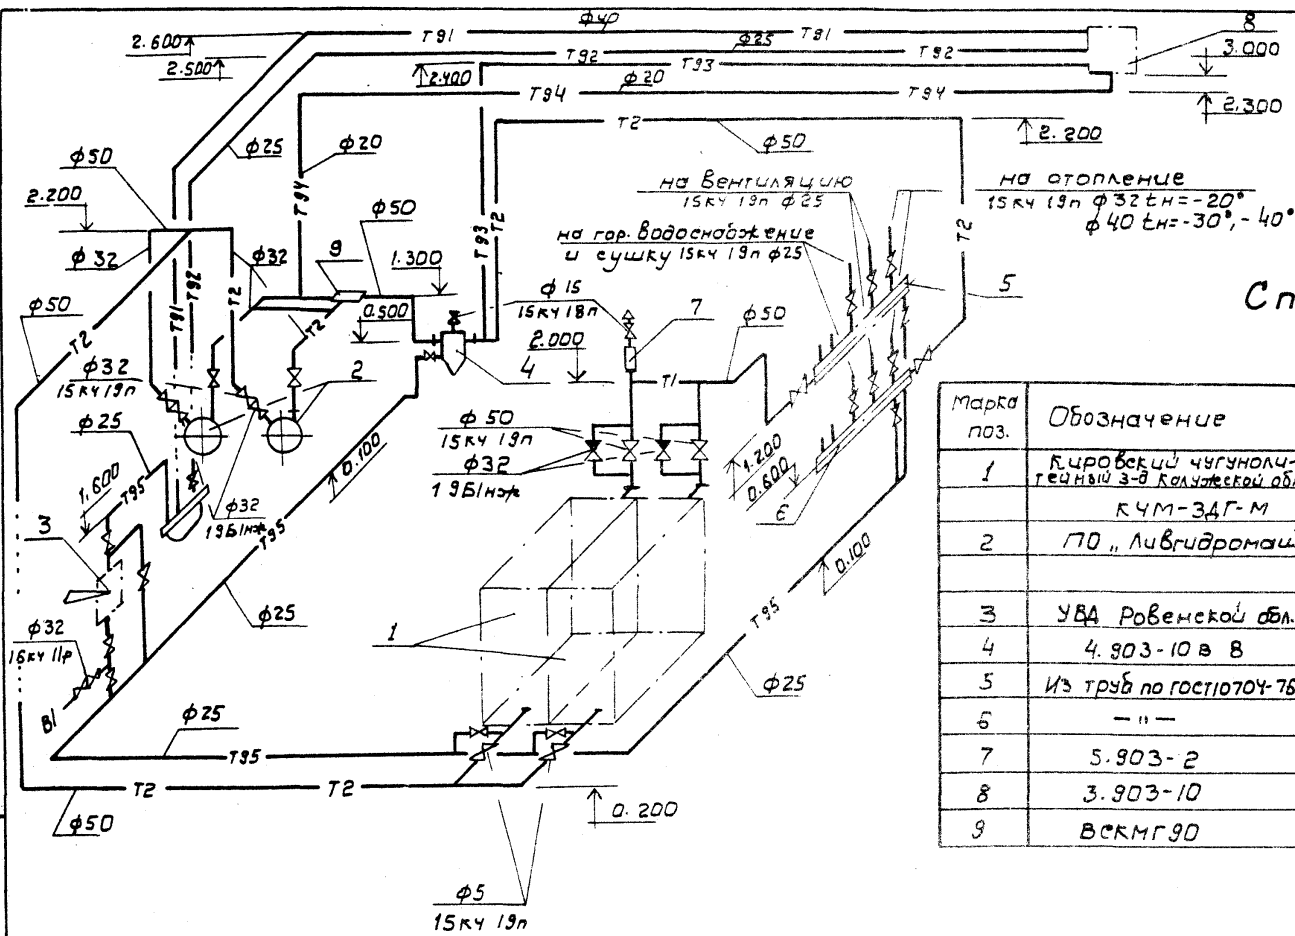 ф40
8
2.600
Т91
Т91
2.500
ф25
3.000
Т92
Т92
2.400
Т93
ф20
Т94
Т94
2.300
Т2
ф50
2.200
ф25
ф20
ф50
на вентиляцию
15кч 19п ф25
на отопление
15кч 19п ф32 tн=-20°
ф40 tн=-30°,-40°
2.200
Т94
ф50
Т93
Т2
Т2
на гор. водоснабжение
и сушку 15кч 19п ф25
ф32
ф32
9
1.300
5
Сп
Т91
Т92
Т2
ф15
15кч 18п
7
ф50
0.500
Т2
ф50
Т2
2.000
4
Т1
ф32
15кч 19п
2
Марка
поз.
Обозначение
ф25
ф50
15кч 19п
ф32
19Б1нж
0.100
1.200
0.600
1
Кировский чугуноли-
тейный з-д Калужской обл
КЧМ-3ДГ-М
1.600
Т95
ф32
19Б1нж
6
3
Т95
2
ПО „Ливгидромаш
0.100
3
УВД Ровенской обл.
ф25
Т95
ф32
15кч 11р
1
4
4.903-10 в 8
5
Из труб по гост10704-76
ф25
6
— 〃 —
В1
ф25
Т95
7
5.903-2
Т2
Т2
8
3.903-10
ф50
0.200
9
ВСКМГ90
ф5
15кч 19п